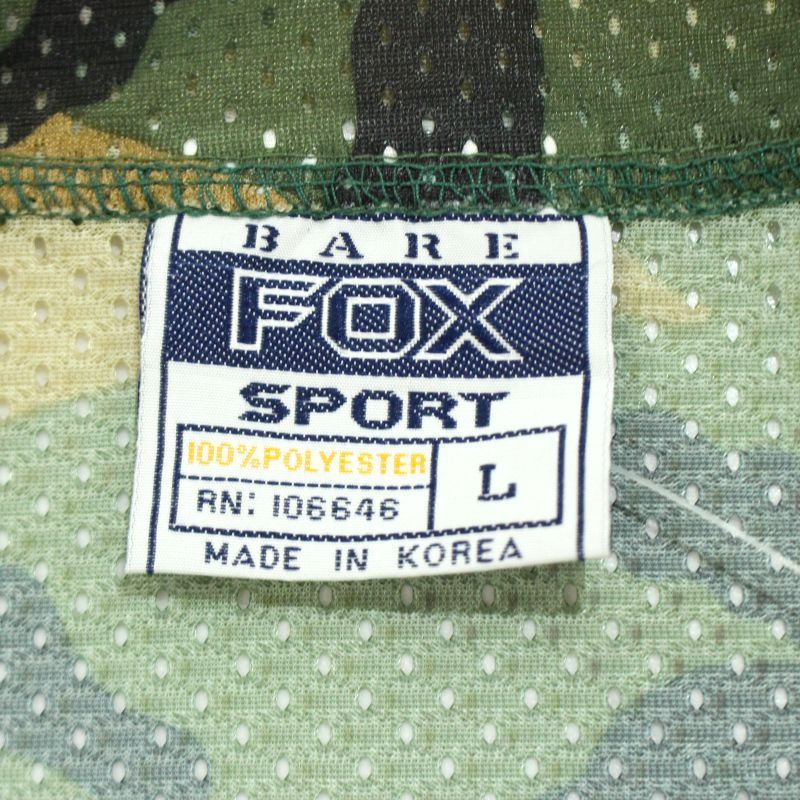 BARE
FOX
SPORT
100%POLYESTER
RN: 106646
L
MADE IN KOREA